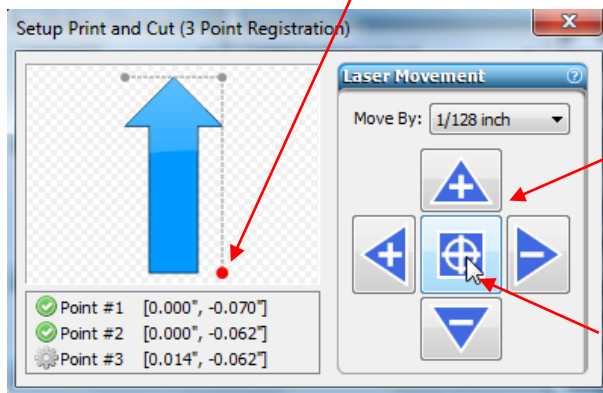 Setup Print and Cut (3 Point Registration)
Laser Movement
Move By: 1/128 inch
Point #1 [0.000", -0.070"]
Point #2 [0.000", -0.062"]
Point #3 [0.014", -0.062"]